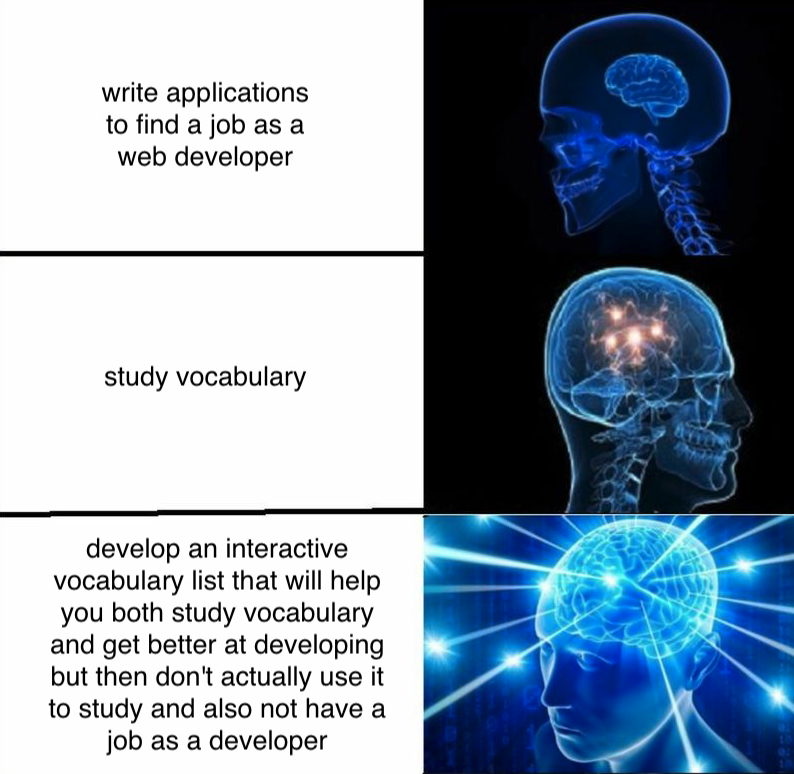 write applications
to find a job as a
web developer
study vocabulary
develop an interactive
vocabulary list that will help
you both study vocabulary
and get better at developing
but then don't actually use it
to study and also not have a
job as a developer